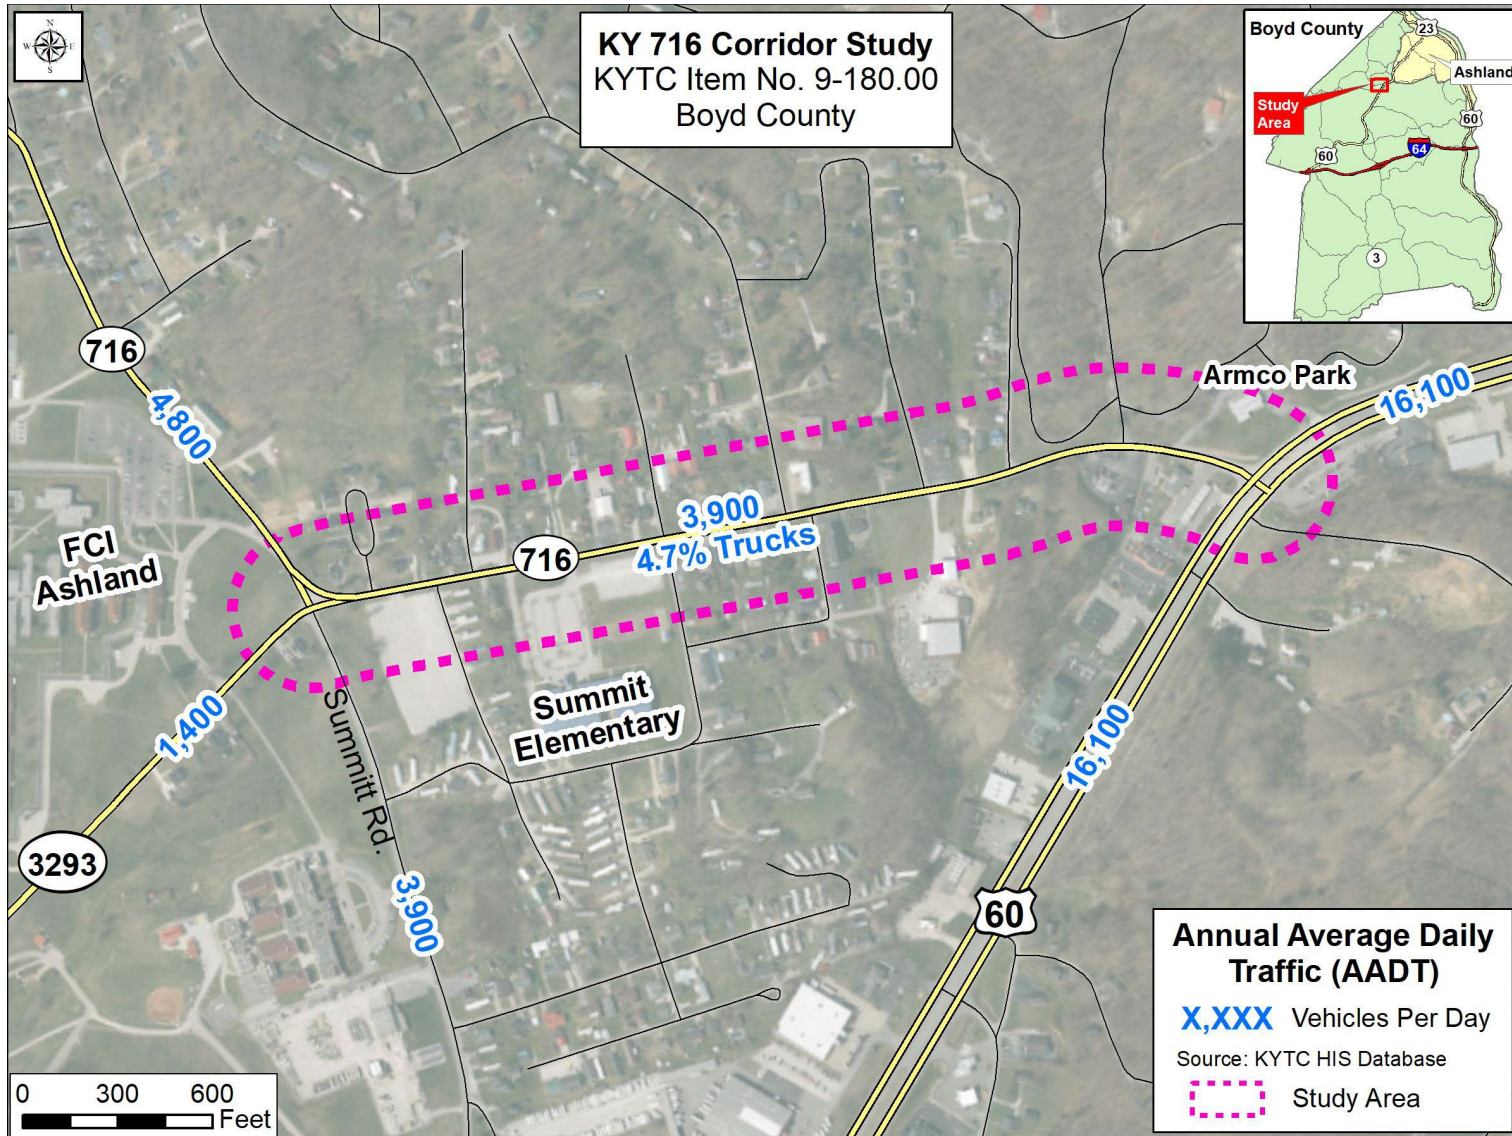 N
W
E
S
KY 716 Corridor Study
KYTC Item No. 9-180.00
Boyd County
Boyd County
23
Ashland
Study
Area
60
60
64
3
716
4,800
Armco Park
16,100
3,900
4.7% Trucks
716
FCI
Ashland
1,400
Summitt Rd.
Summit
Elementary
16,100
3293
3,900
60
0 300 600
Feet
Annual Average Daily
Traffic (AADT)
X,XXX Vehicles Per Day
Source: KYTC HIS Database
Study Area